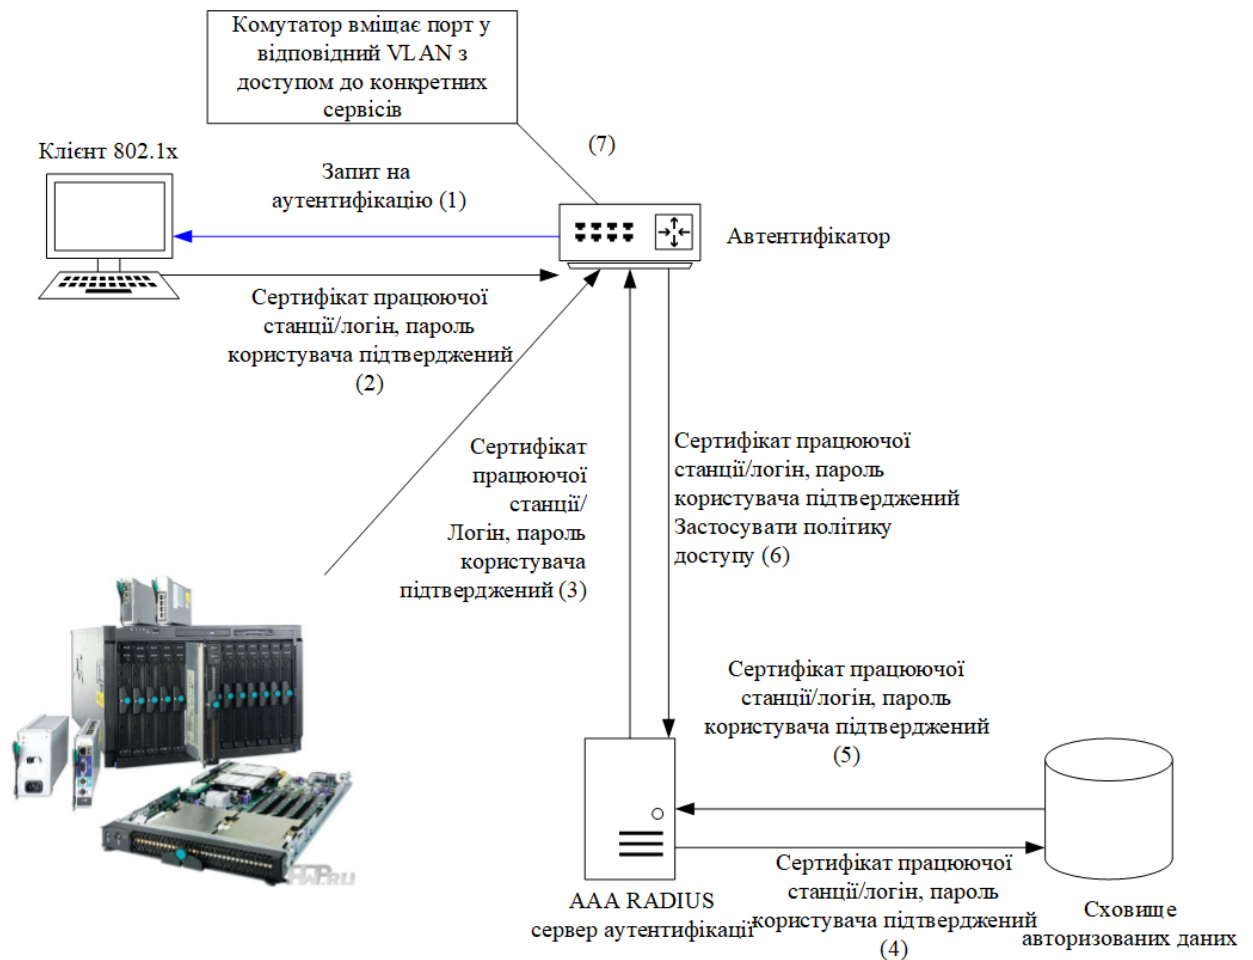 Комутатор вміщає порт у
відповідний VLAN з
доступом до конкретних
сервісів
(7)
Клієнт 802.1x
Запит на
аутентифікацію (1)
Автентифікатор
Сертифікат працюючої
станції/логін, пароль
користувача підтверджений
(2)
Сертифікат
працюючої
станції/
Логін, пароль
користувача
підтверджений (3)
Сертифікат працюючої
станції/логін, пароль
користувача підтверджений
Застосувати політику
доступу (6)
Сертифікат працюючої
станції/логін, пароль
користувача підтверджений
(5)
Сертифікат працюючої
станції/логін, пароль
користувача підтверджений
(4)
AAA RADIUS
сервер аутентифікації
Сховище
авторизованих даних